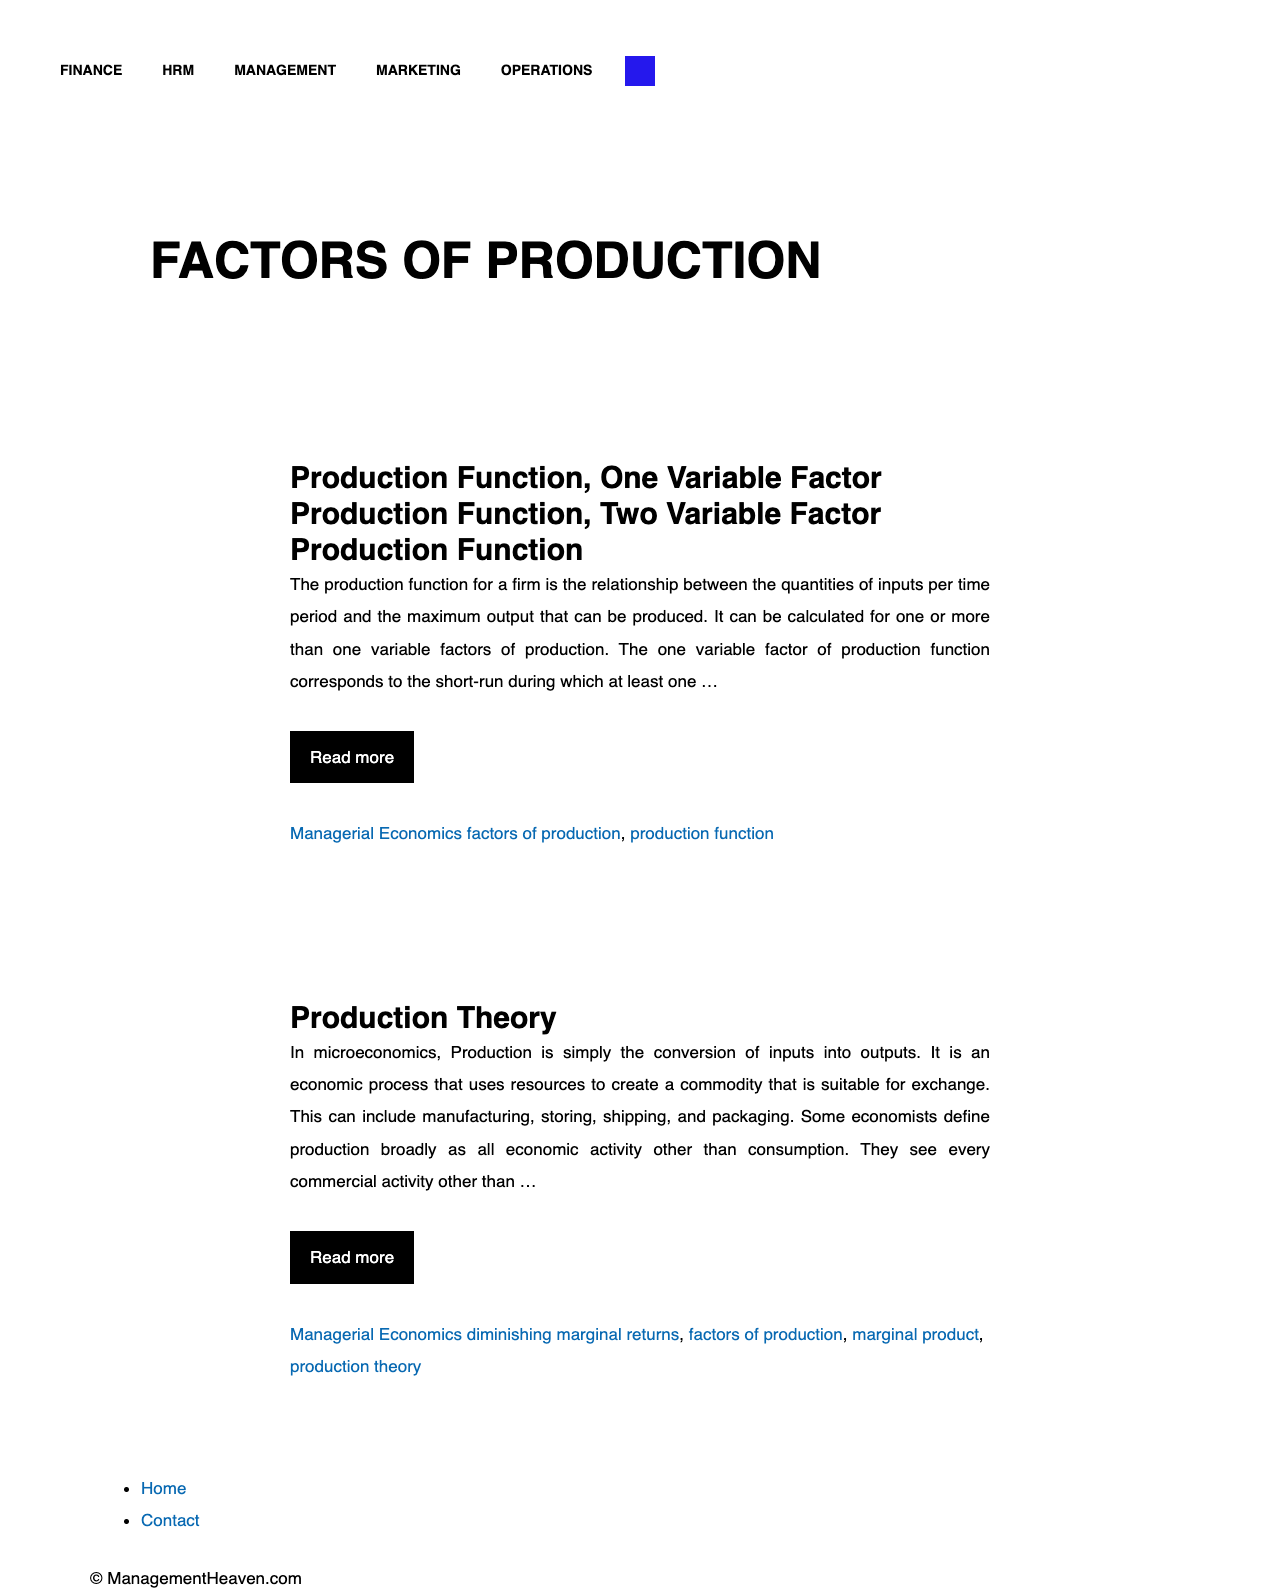 FINANCE HRM MANAGEMENT MARKETING OPERATIONS
FACTORS OF PRODUCTION
Production Function, One Variable Factor
Production Function, Two Variable Factor
Production Function
The production function for a firm is the relationship between the quantities of inputs per time
period and the maximum output that can be produced. It can be calculated for one or more
than one variable factors of production. The one variable factor of production function
corresponds to the short-run during which at least one …
Read more
Managerial Economics factors of production, production function
Production Theory
In microeconomics, Production is simply the conversion of inputs into outputs. It is an
economic process that uses resources to create a commodity that is suitable for exchange.
This can include manufacturing, storing, shipping, and packaging. Some economists define
production broadly as all economic activity other than consumption. They see every
commercial activity other than …
Read more
Managerial Economics diminishing marginal returns, factors of production, marginal product,
production theory
• Home
• Contact
© ManagementHeaven.com